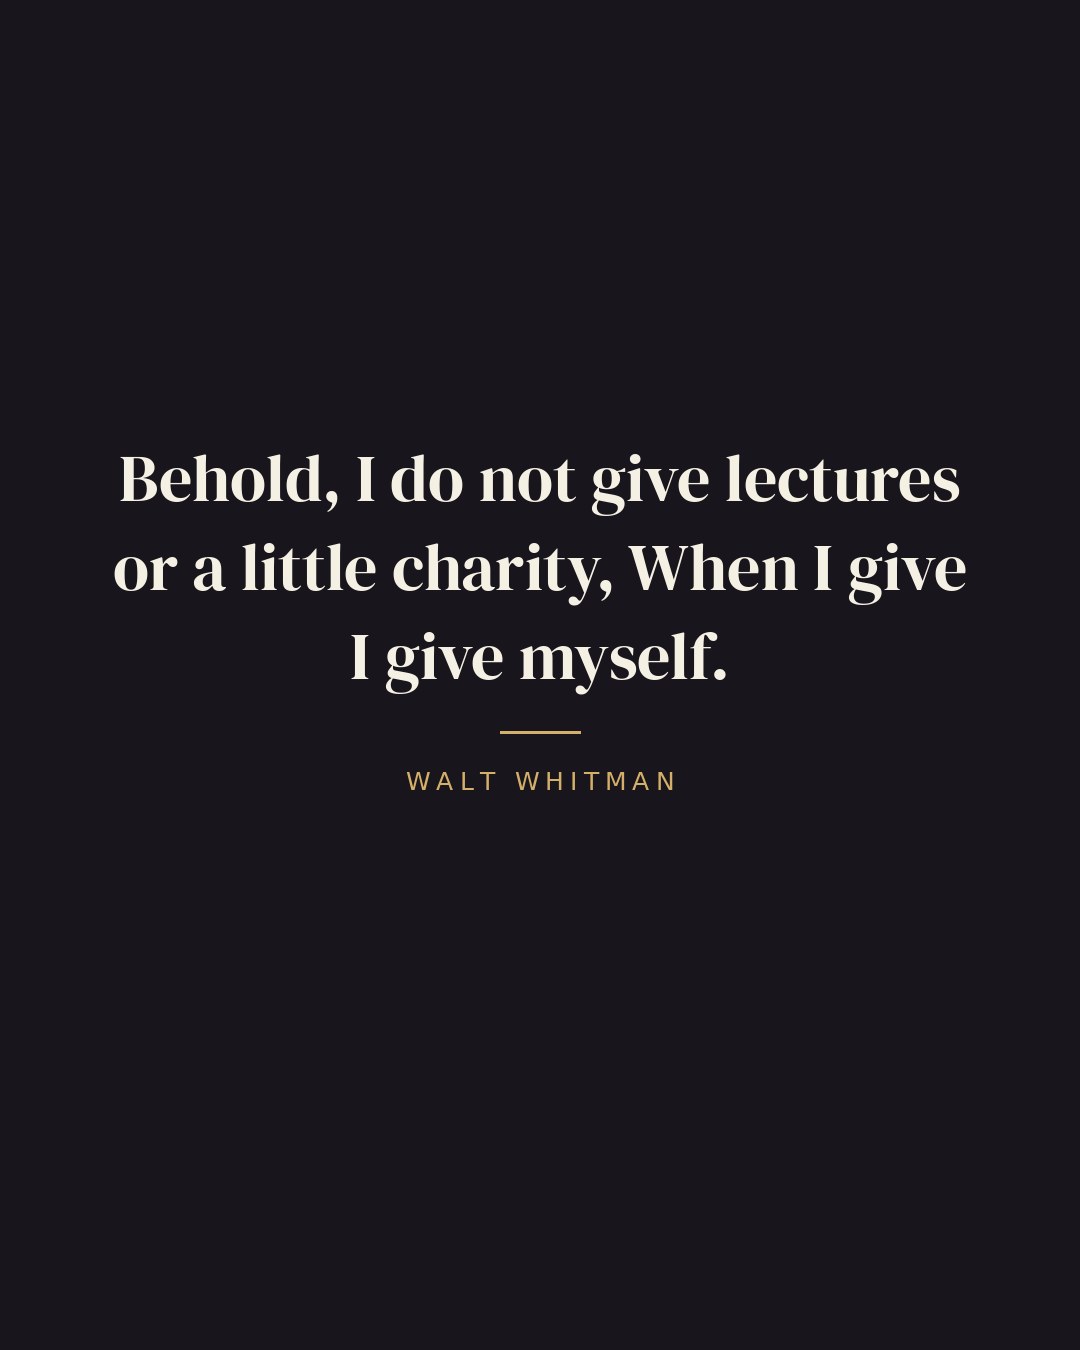 Behold, I do not give lectures
or a little charity, When I give
I give myself.
WALT WHITMAN